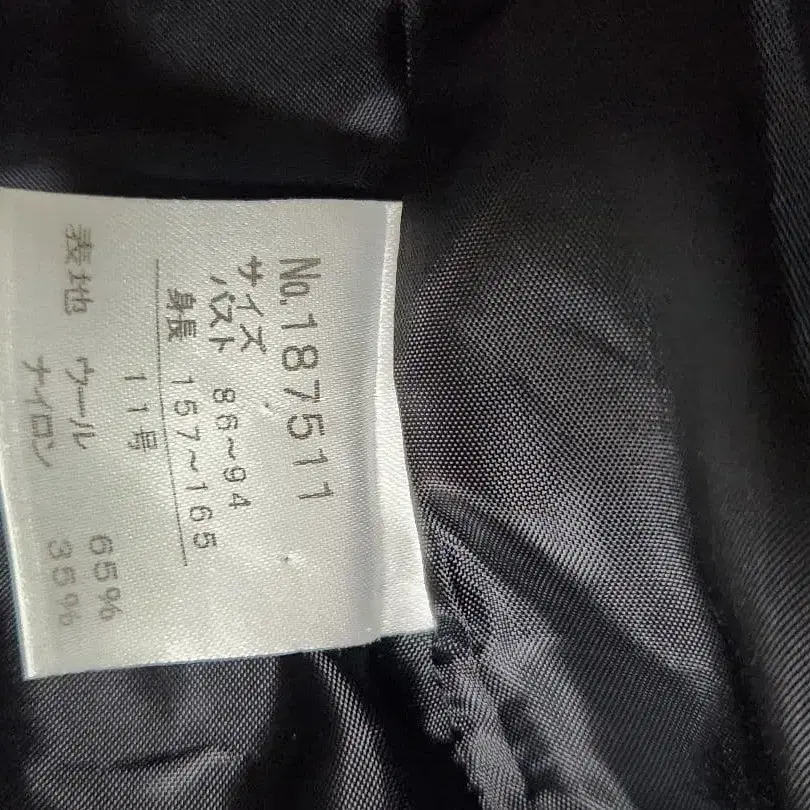 No.187511
サイズ
バスト 86~94
身長 157~165
11号
表地 ウール 65%
ナイロン 35%